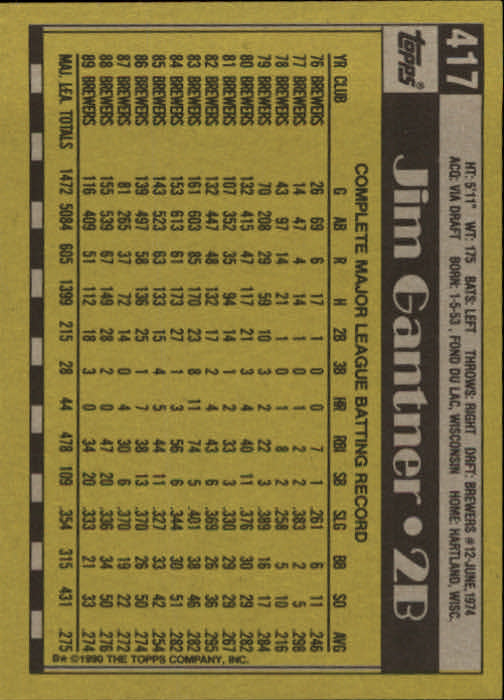 417
Topps®
HT: 5'11" WT: 175 BATS: LEFT THROWS: RIGHT DRFT: BREWERS #12-JUNE, 1974
ACQ: VIA DRAFT BORN: 1-5-53, FOND DU LAC, WISCONSIN HOME: HARTLAND, WISC.
Jim Gantner • 2B
COMPLETE MAJOR LEAGUE BATTING RECORD
YR CLUB G AB R H 2B 3B HR RBI SB SLG BB SO AVG
76 BREWERS 26 69 6 17 1 0 0 7 1 .261 6 11 .246
77 BREWERS 14 47 4 14 1 0 1 2 2 .383 2 5 .298
78 BREWERS 43 97 14 21 1 0 1 8 2 .258 5 10 .216
79 BREWERS 70 208 29 59 10 3 2 22 3 .389 16 17 .284
80 BREWERS 132 415 47 117 21 3 4 40 11 .376 30 29 .282
81 BREWERS 107 352 35 94 14 1 2 33 3 .330 29 29 .267
82 BREWERS 132 447 48 132 17 2 4 43 6 .369 26 36 .295
83 BREWERS 161 603 85 170 23 8 11 74 5 .401 38 46 .282
84 BREWERS 153 613 61 173 27 1 3 56 6 .344 30 51 .282
85 BREWERS 143 523 63 133 15 4 5 44 11 .327 33 42 .254
86 BREWERS 139 497 58 136 25 1 7 38 13 .370 26 50 .274
87 BREWERS 81 265 37 72 14 0 4 30 6 .370 19 22 .272
88 BREWERS 155 539 67 149 28 2 0 47 20 .336 34 50 .276
89 BREWERS 116 409 51 112 18 3 0 34 20 .333 21 33 .274
MAJ. LEA. TOTALS 1472 5084 605 1399 215 28 44 478 109 .354 315 431 .275
B* ©1990 THE TOPPS COMPANY, INC.